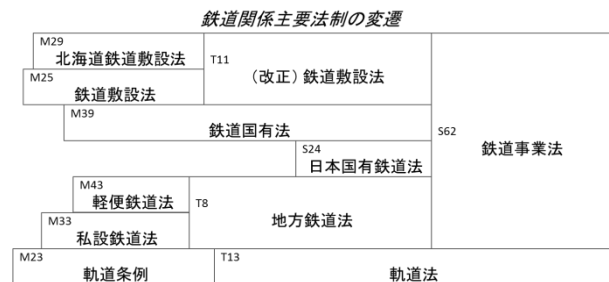 鉄道関係主要法制の変遷
M29
北海道鉄道敷設法
T11
（改正）鉄道敷設法
M25
鉄道敷設法
M39
鉄道国有法
S62
鉄道事業法
S24
日本国有鉄道法
M43
軽便鉄道法
T8
地方鉄道法
M33
私設鉄道法
M23
軌道条例
T13
軌道法